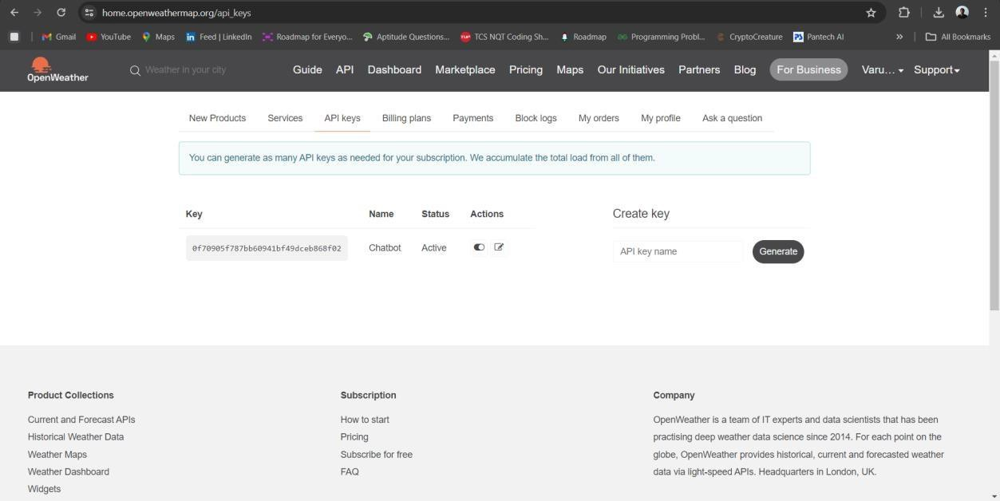 home.openweathermap.org/api_keys
Gmail YouTube Maps Feed | LinkedIn Roadmap for Everyo... Aptitude Questions... TCS NQT Coding Sh... Roadmap Programming Probl... CryptoCreature Pantech AI » All Bookmarks
OpenWeather Weather in your city Guide API Dashboard Marketplace Pricing Maps Our Initiatives Partners Blog For Business Varu... Support
New Products Services API keys Billing plans Payments Block logs My orders My profile Ask a question
You can generate as many API keys as needed for your subscription. We accumulate the total load from all of them.
Key Name Status Actions Create key
0f70905f787bb60941bf49dceb868f02 Chatbot Active API key name Generate
Product Collections Subscription Company
Current and Forecast APIs How to start OpenWeather is a team of IT experts and data scientists that has been
Historical Weather Data Pricing practising deep weather data science since 2014. For each point on the
Weather Maps Subscribe for free globe, OpenWeather provides historical, current and forecasted weather
Weather Dashboard FAQ data via light-speed APIs. Headquarters in London, UK.
Widgets